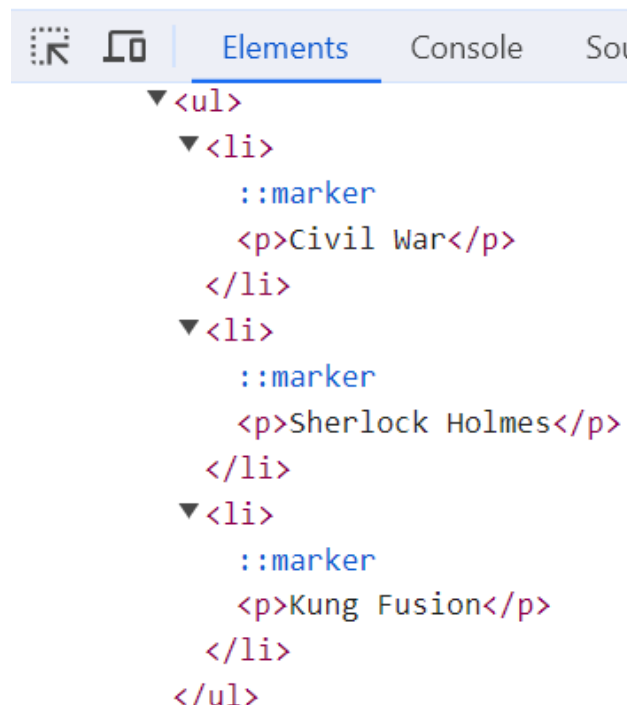 Elements Console Sou
<ul>
<li>
::marker
<p>Civil War</p>
</li>
<li>
::marker
<p>Sherlock Holmes</p>
</li>
<li>
::marker
<p>Kung Fusion</p>
</li>
</ul>